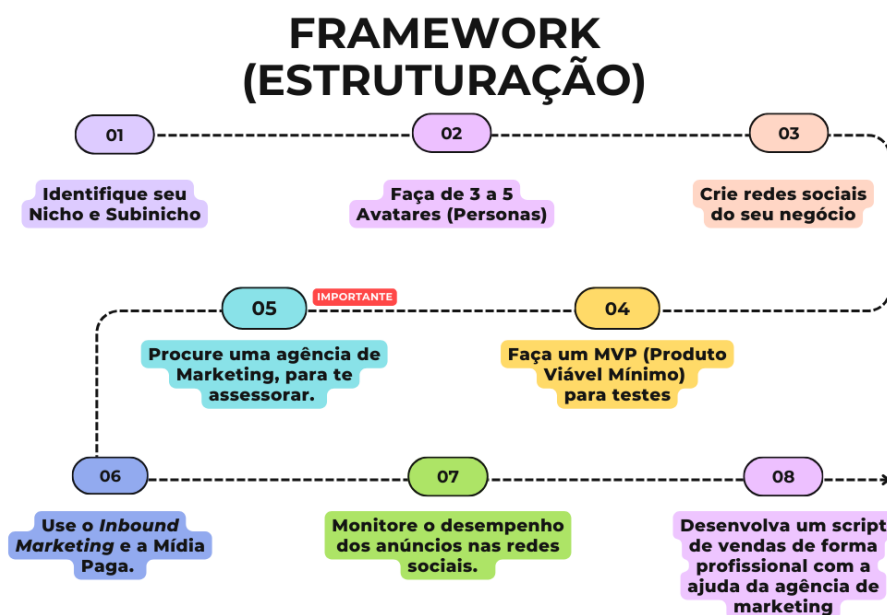 FRAMEWORK
(ESTRUTURAÇÃO)
01
Identifique seu
Nicho e Subinicho
02
Faça de 3 a 5
Avatares (Personas)
03
Crie redes sociais
do seu negócio
04
Faça um MVP (Produto
Viável Mínimo)
para testes
05
IMPORTANTE
Procure uma agência de
Marketing, para te
assessorar.
06
Use o Inbound
Marketing e a Mídia
Paga.
07
Monitore o desempenho
dos anúncios nas redes
sociais.
08
Desenvolva um script
de vendas de forma
profissional com a
ajuda da agência de
marketing